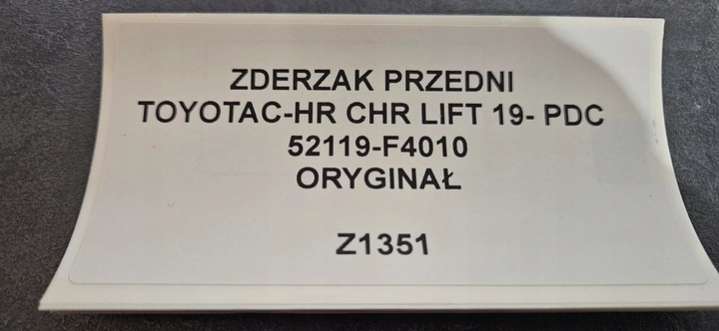 ZDERZAK PRZEDNI
TOYOTAC-HR CHR LIFT 19- PDC
52119-F4010
ORYGINAŁ
Z1351